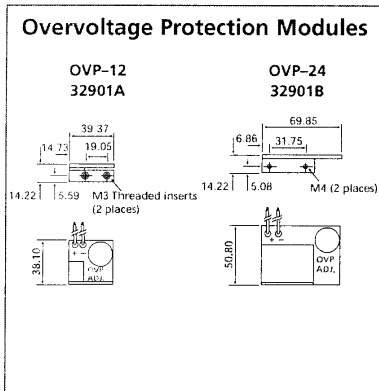 Overvoltage Protection Modules
OVP–12
32901A
OVP–24
32901B
39.37
14.73
19.05
14.22
5.59
M3 Threaded inserts
(2 places)
69.85
6.86
31.75
14.22
5.08
M4 (2 places)
38.10
+ −
OVP
ADJ.
50.80
+ −
OVP
ADJ.